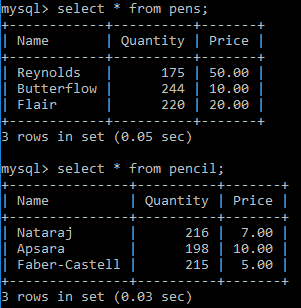 mysql> select * from pens;
+-------------+----------+-------+
| Name        | Quantity | Price |
+-------------+----------+-------+
| Reynolds    |      175 | 50.00 |
| Butterflow  |      244 | 10.00 |
| Flair       |      220 | 20.00 |
+-------------+----------+-------+
3 rows in set (0.05 sec)
mysql> select * from pencil;
+---------------+----------+-------+
| Name          | Quantity | Price |
+---------------+----------+-------+
| Nataraj       |      216 |  7.00 |
| Apsara        |      198 | 10.00 |
| Faber-Castell |      215 |  5.00 |
+---------------+----------+-------+
3 rows in set (0.03 sec)